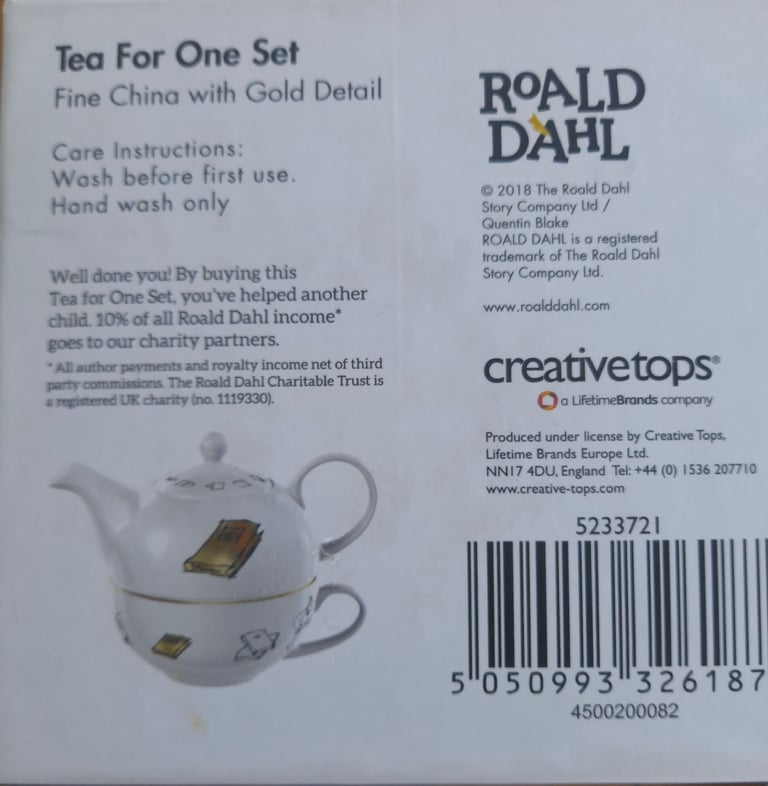 Tea For One Set
Fine China with Gold Detail
Care Instructions:
Wash before first use.
Hand wash only
Well done you! By buying this
Tea for One Set, you've helped another
child. 10% of all Roald Dahl income*
goes to our charity partners.
* All author payments and royalty income net of third
party commissions. The Roald Dahl Charitable Trust is
a registered UK charity (no. 1119330).
ROALD
DAHL
© 2018 The Roald Dahl
Story Company Ltd /
Quentin Blake
ROALD DAHL is a registered
trademark of The Roald Dahl
Story Company Ltd.
www.roalddahl.com
creativetops®
a LifetimeBrands company
Produced under license by Creative Tops,
Lifetime Brands Europe Ltd.
NN17 4DU, England Tel: +44 (0) 1536 207710
www.creative-tops.com
5233721
5 050993 326187
4500200082